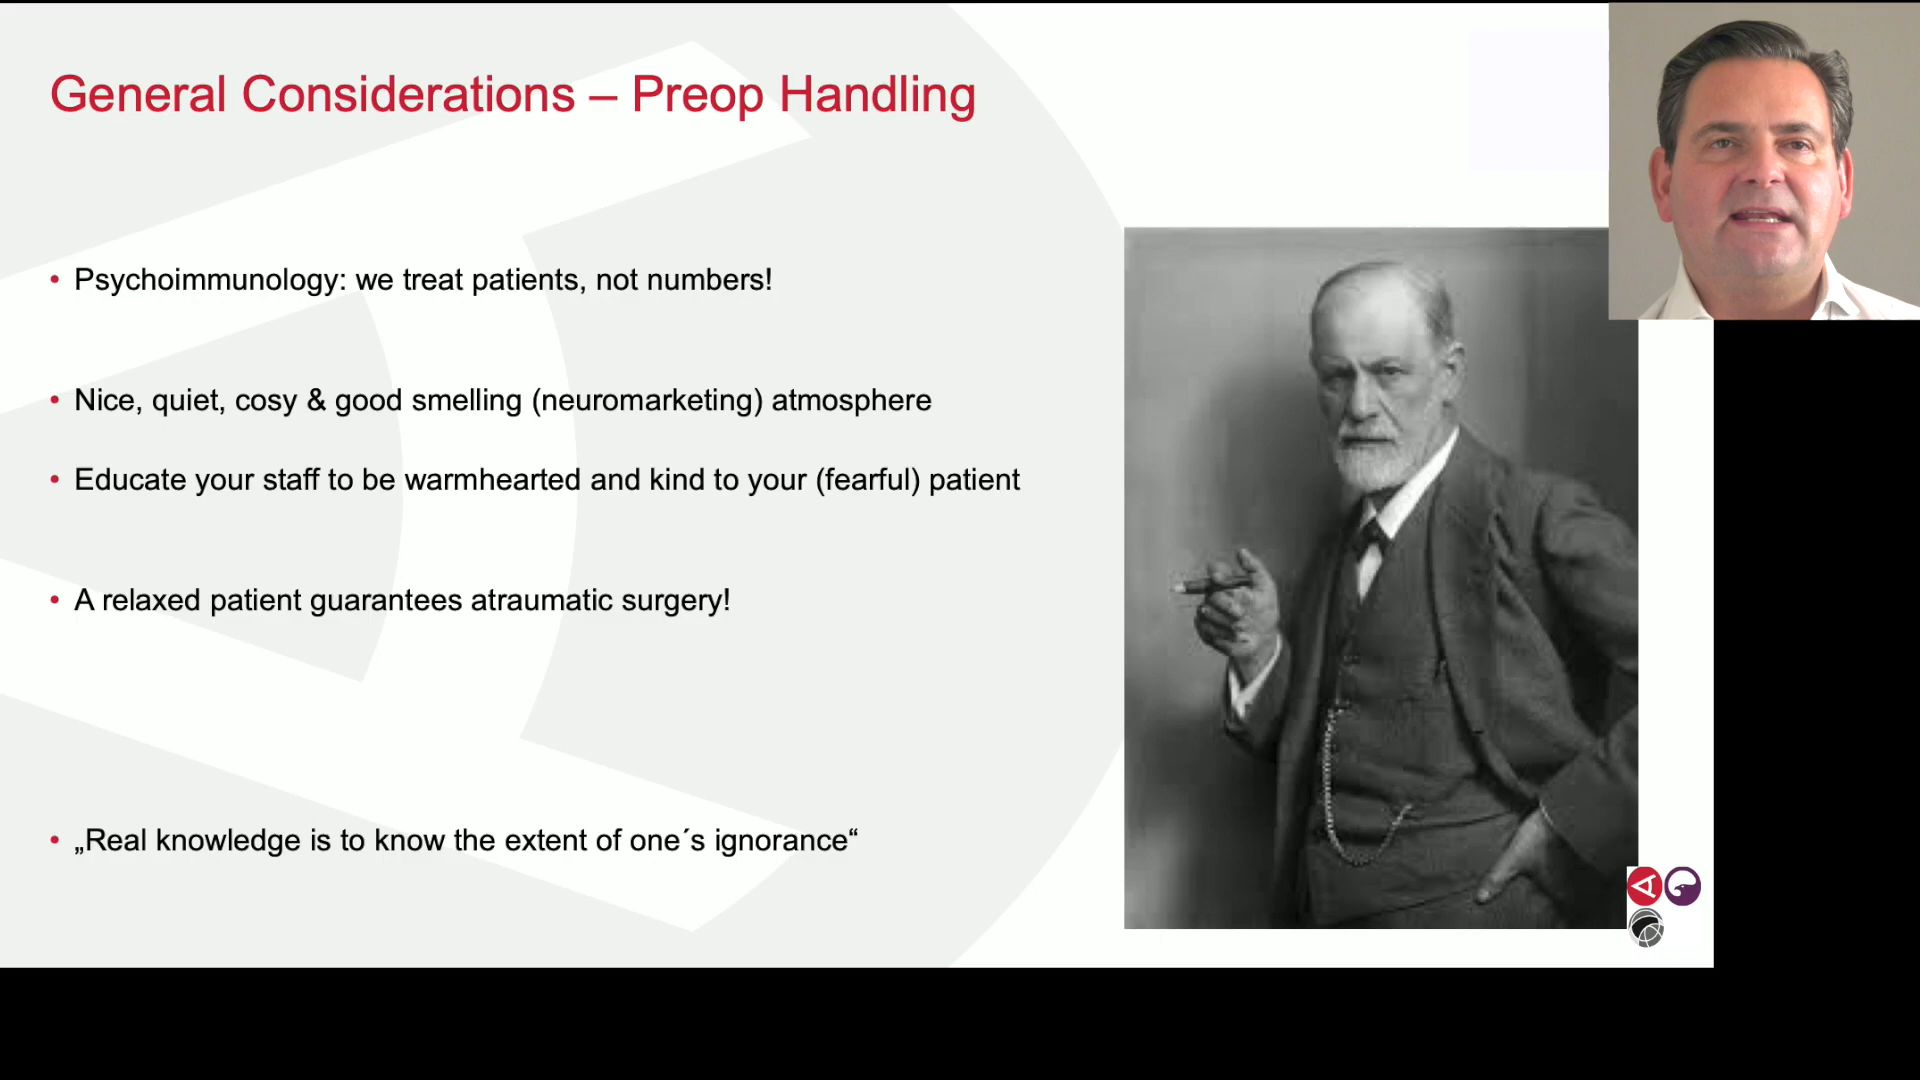 General Considerations – Preop Handling
• Psychoimmunology: we treat patients, not numbers!
• Nice, quiet, cosy & good smelling (neuromarketing) atmosphere
• Educate your staff to be warmhearted and kind to your (fearful) patient
• A relaxed patient guarantees atraumatic surgery!
• „Real knowledge is to know the extent of one´s ignorance“